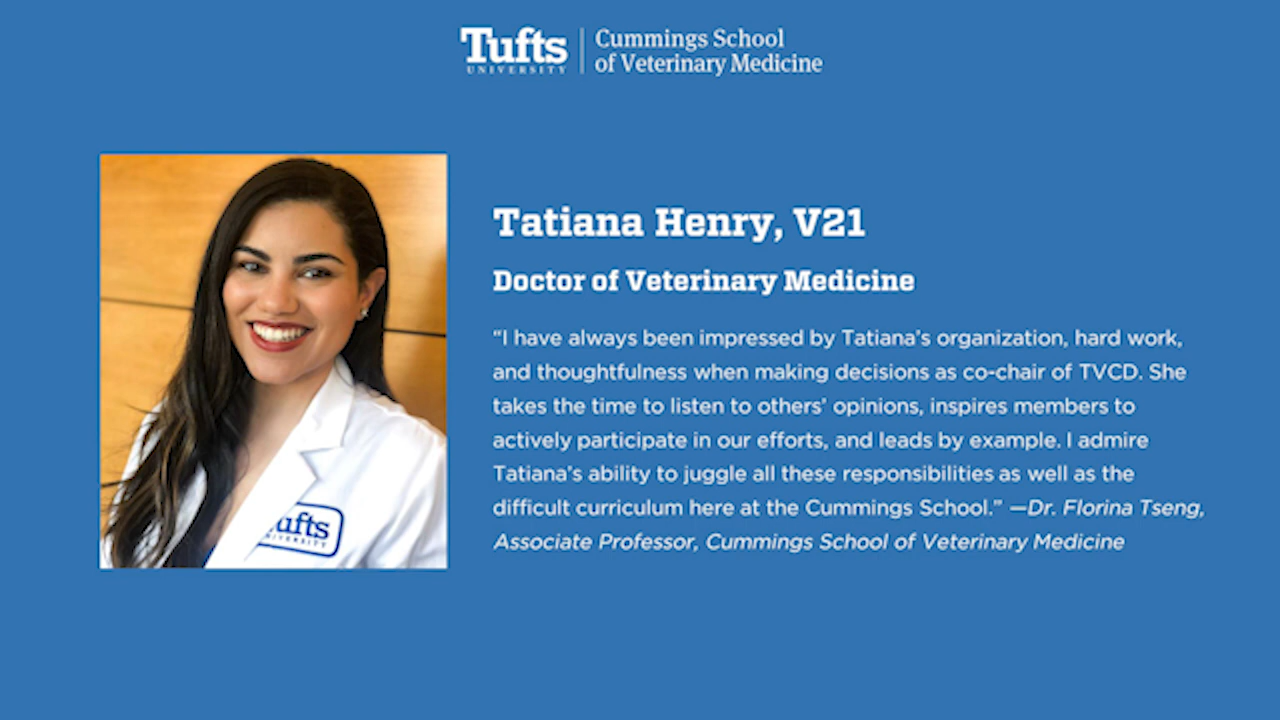 Tufts
UNIVERSITY
Cummings School
of Veterinary Medicine
Tatiana Henry, V21
Doctor of Veterinary Medicine
“I have always been impressed by Tatiana’s organization, hard work,
and thoughtfulness when making decisions as co-chair of TVCD. She
takes the time to listen to others’ opinions, inspires members to
actively participate in our efforts, and leads by example. I admire
Tatiana’s ability to juggle all these responsibilities as well as the
difficult curriculum here at the Cummings School.” —Dr. Florina Tseng,
Associate Professor, Cummings School of Veterinary Medicine